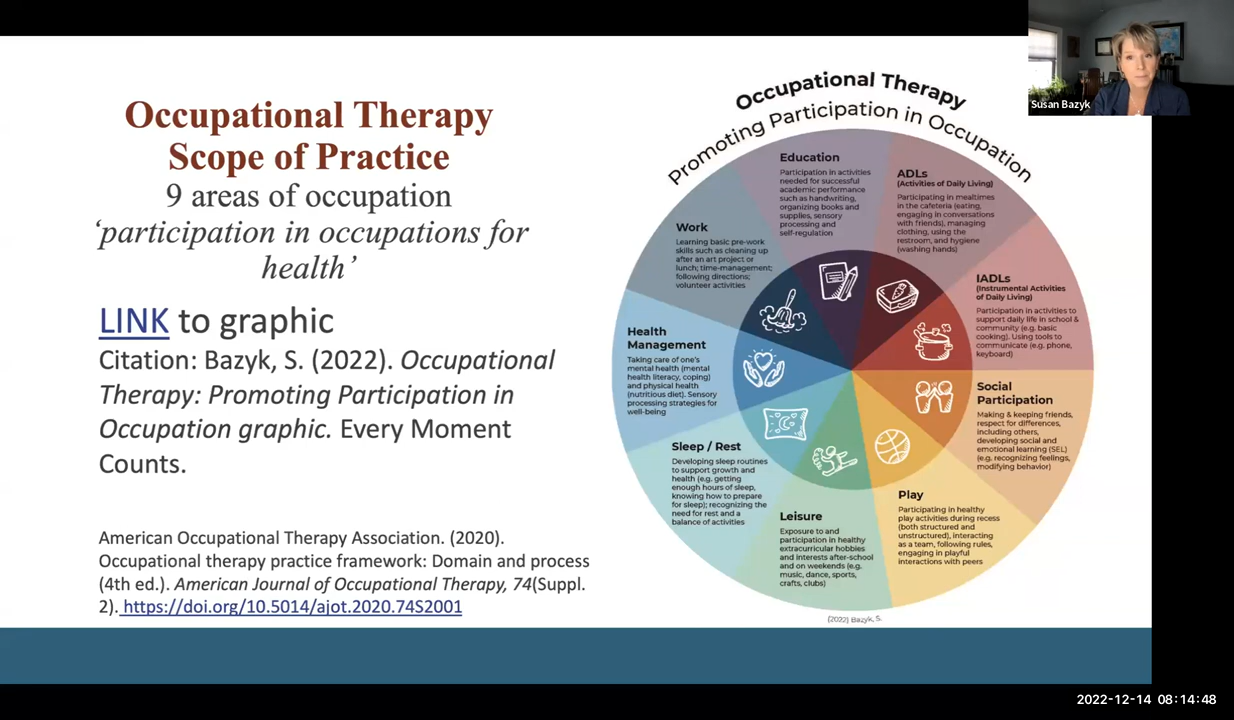 Occupational Therapy
Scope of Practice
9 areas of occupation
‘participation in occupations for
health’
LINK to graphic
Citation: Bazyk, S. (2022). Occupational
Therapy: Promoting Participation in
Occupation graphic. Every Moment
Counts.
American Occupational Therapy Association. (2020).
Occupational therapy practice framework: Domain and process
(4th ed.). American Journal of Occupational Therapy, 74(Suppl.
2). https://doi.org/10.5014/ajot.2020.74S2001
Occupational Therapy
Promoting Participation in Occupation
Education
Participation in activities
needed for successful
academic performance
such as handwriting,
organizing books and
supplies, sensory
processing and
self-regulation
ADLs
(Activities of Daily Living)
Participating in mealtimes
in the cafeteria (eating,
engaging in conversations
with friends), managing
clothing, using the
restroom, and hygiene
(washing hands)
IADLs
(Instrumental Activities
of Daily Living)
Participation in activities to
support daily life in school &
community (e.g. basic
cooking). Using tools to
communicate (e.g. phone,
keyboard)
Social
Participation
Making & keeping friends,
respect for differences,
including others,
developing social and
emotional learning (SEL)
(e.g. recognizing feelings,
modifying behavior)
Play
Participating in healthy
play activities during recess
(both structured and
unstructured), interacting
as a team, following rules,
engaging in playful
interactions with peers
Leisure
Exposure to and
participation in healthy
extracurricular hobbies
and interests after-school
and on weekends (e.g.
music, dance, sports,
crafts, clubs)
Sleep / Rest
Developing sleep routines
to support growth and
health (e.g. getting
enough hours of sleep,
knowing how to prepare
for sleep); recognizing the
need for rest and a
balance of activities
Health
Management
Taking care of one's
mental health (mental
health literacy, coping)
and physical health
(nutritious diet). Sensory
processing strategies for
well-being
Work
Learning basic pre-work
skills such as cleaning up
after an art project or
lunch; time-management;
following directions;
volunteer activities
(2022) Bazyk, S.
Susan Bazyk
2022-12-14 08:14:48